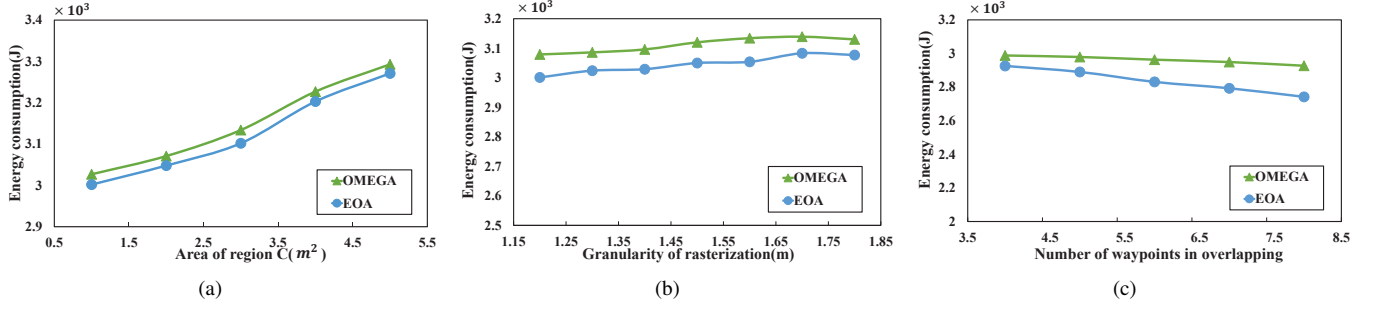 × 10³
3.4
3.3
3.2
3.1
3
2.9
Energy consumption(J)
OMEGA
EOA
0.5 1.5 2.5 3.5 4.5 5.5
Area of region C( m² )
(a)
× 10³
3.2
3.1
3
2.9
2.8
2.7
2.6
2.5
Energy consumption(J)
OMEGA
EOA
1.15 1.25 1.35 1.45 1.55 1.65 1.75 1.85
Granularity of rasterization(m)
(b)
× 10³
3.2
3
2.8
2.6
2.4
2.2
2
Energy consumption(J)
OMEGA
EOA
3.5 4.5 5.5 6.5 7.5 8.5
Number of waypoints in overlapping
(c)